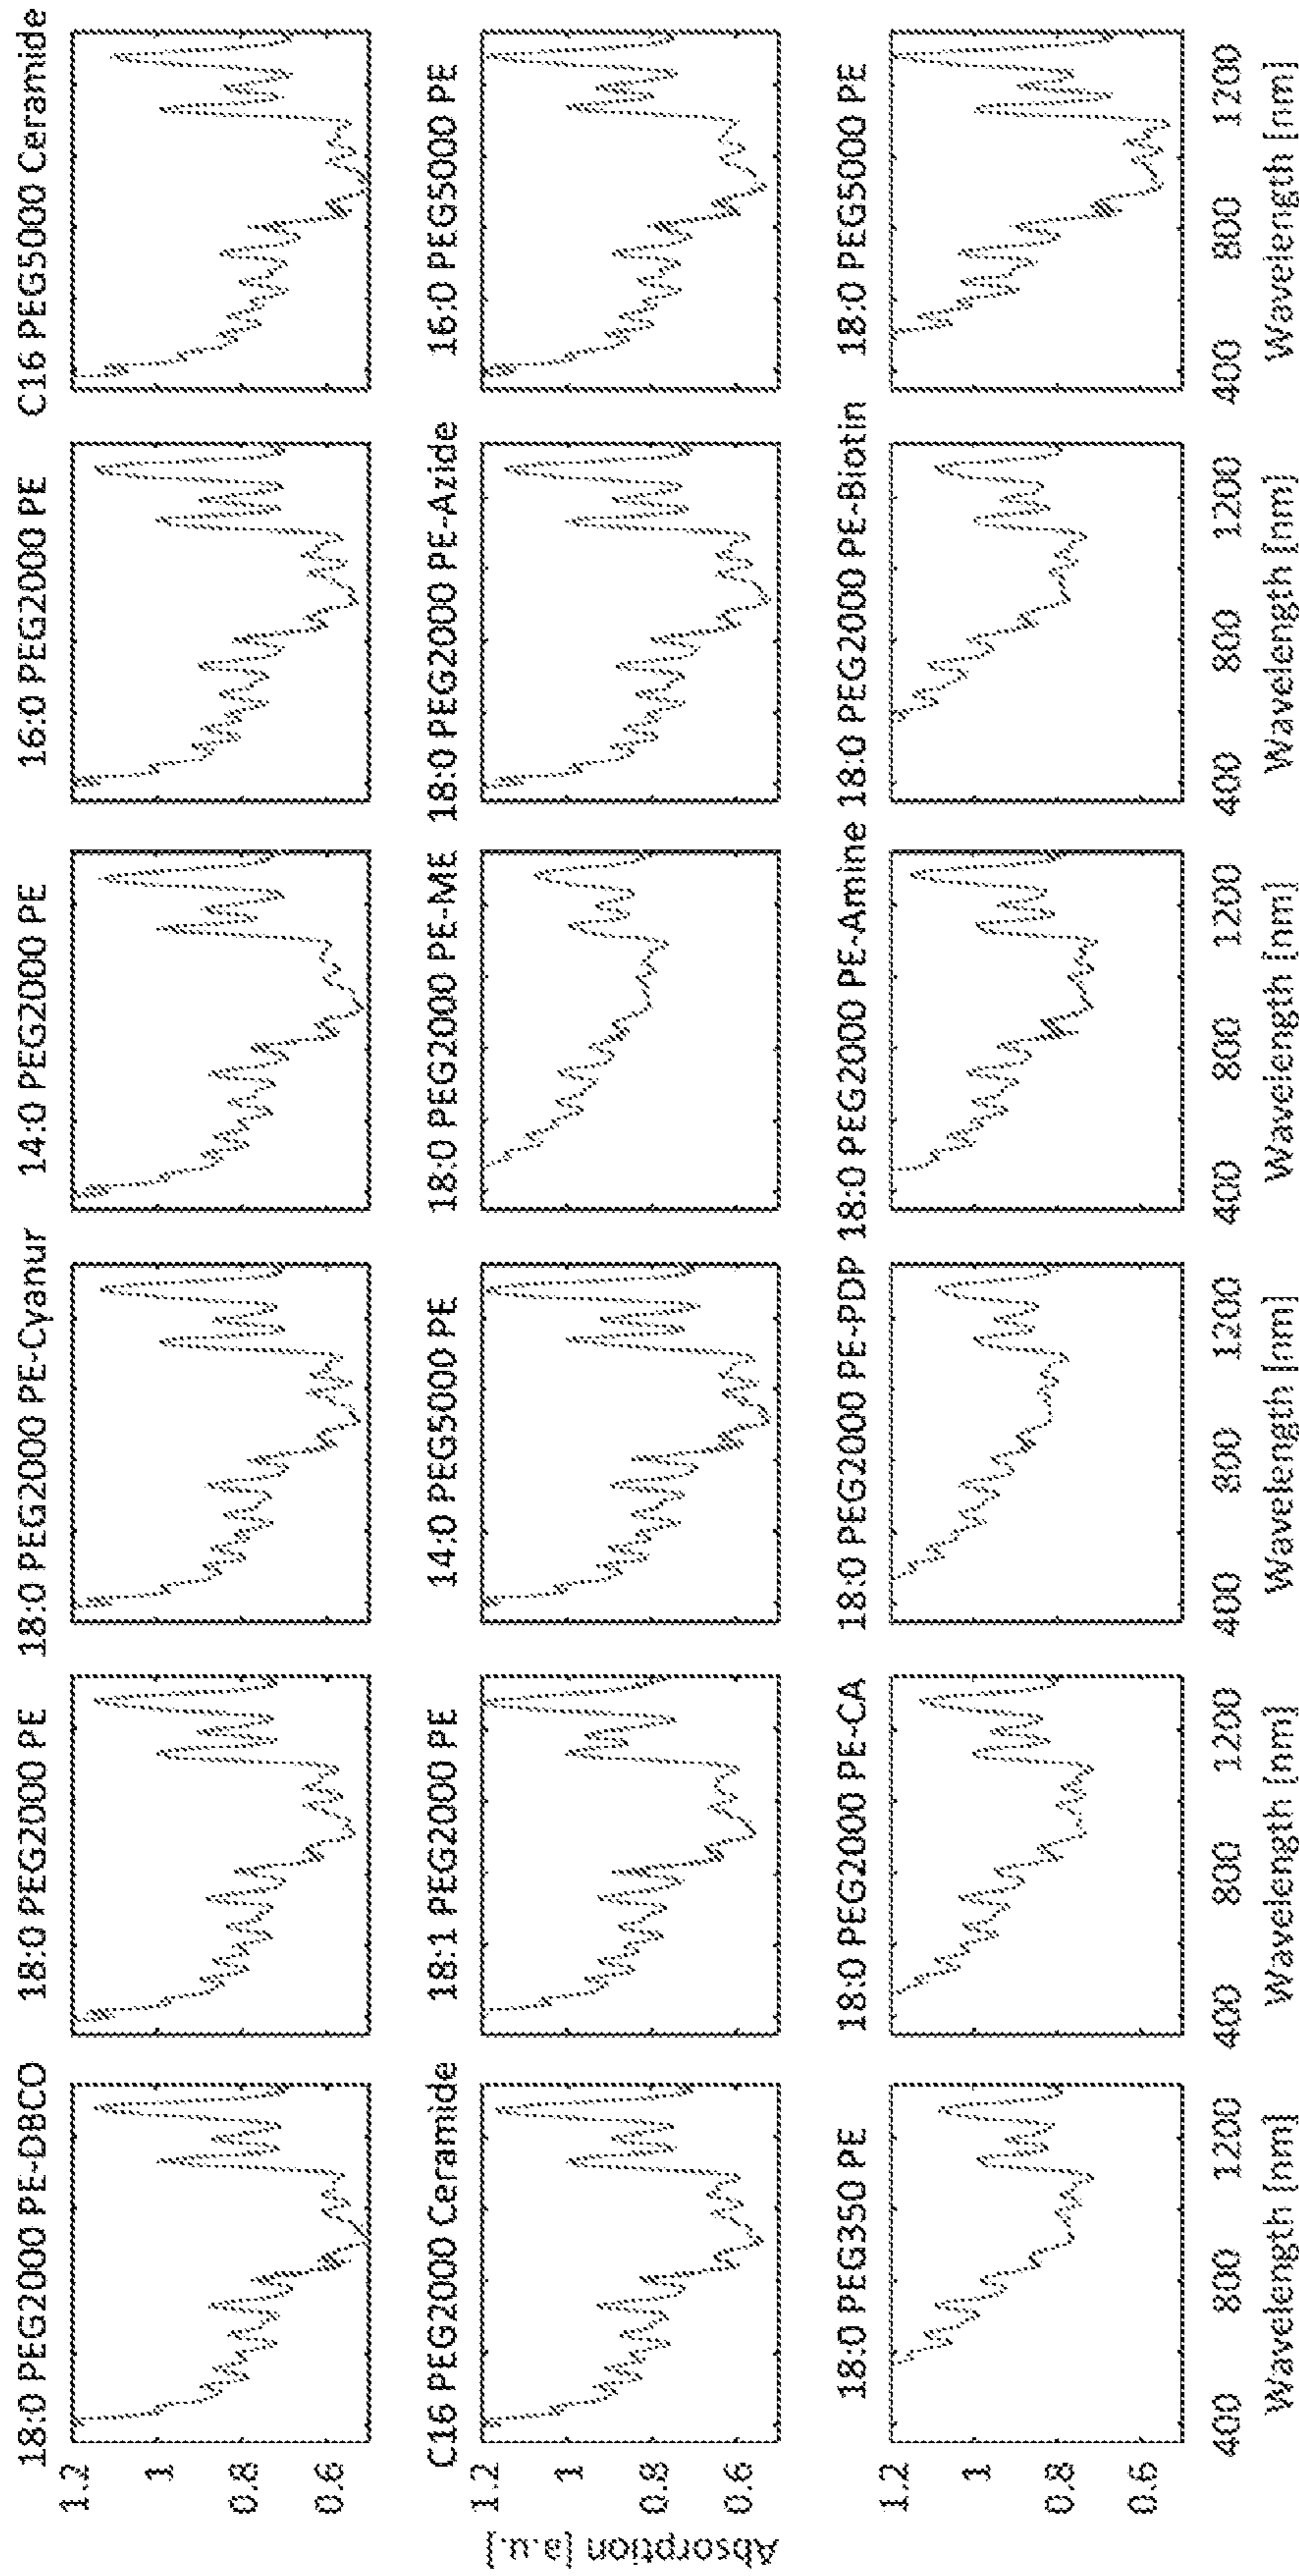 18:0 PEG2000 PE-DBCO
18:0 PEG2000 PE
18:0 PEG2000 PE-Cyanur
14:0 PEG2000 PE
16:0 PEG2000 PE
C16 PEG5000 Ceramide
1.2
1
0.8
0.6
C16 PEG2000 Ceramide
18:1 PEG2000 PE
14:0 PEG5000 PE
18:0 PEG2000 PE-ME
18:0 PEG2000 PE-Azide
16:0 PEG5000 PE
Absorption [a.u.]
1.2
1
0.8
0.6
18:0 PEG350 PE
18:0 PEG2000 PE-CA
18:0 PEG2000 PE-PDP
18:0 PEG2000 PE-Amine
18:0 PEG2000 PE-Biotin
18:0 PEG5000 PE
1.2
1
0.8
0.6
400 800 1200
400 800 1200
400 800 1200
400 800 1200
400 800 1200
400 800 1200
Wavelength [nm]
Wavelength [nm]
Wavelength [nm]
Wavelength [nm]
Wavelength [nm]
Wavelength [nm]